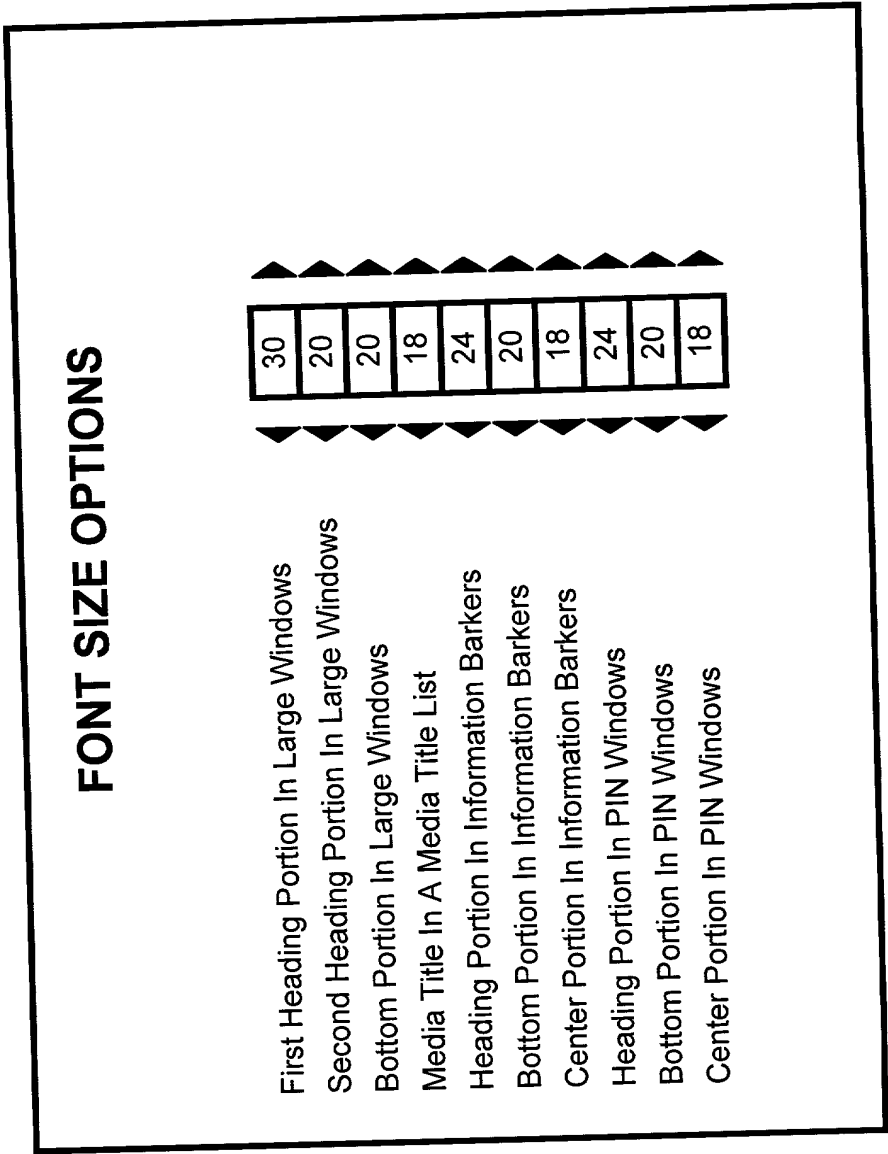 FONT SIZE OPTIONS
First Heading Portion In Large Windows 30
Second Heading Portion In Large Windows 20
Bottom Portion In Large Windows 20
Media Title In A Media Title List 18
Heading Portion In Information Barkers 24
Bottom Portion In Information Barkers 20
Center Portion In Information Barkers 18
Heading Portion In PIN Windows 24
Bottom Portion In PIN Windows 20
Center Portion In PIN Windows 18